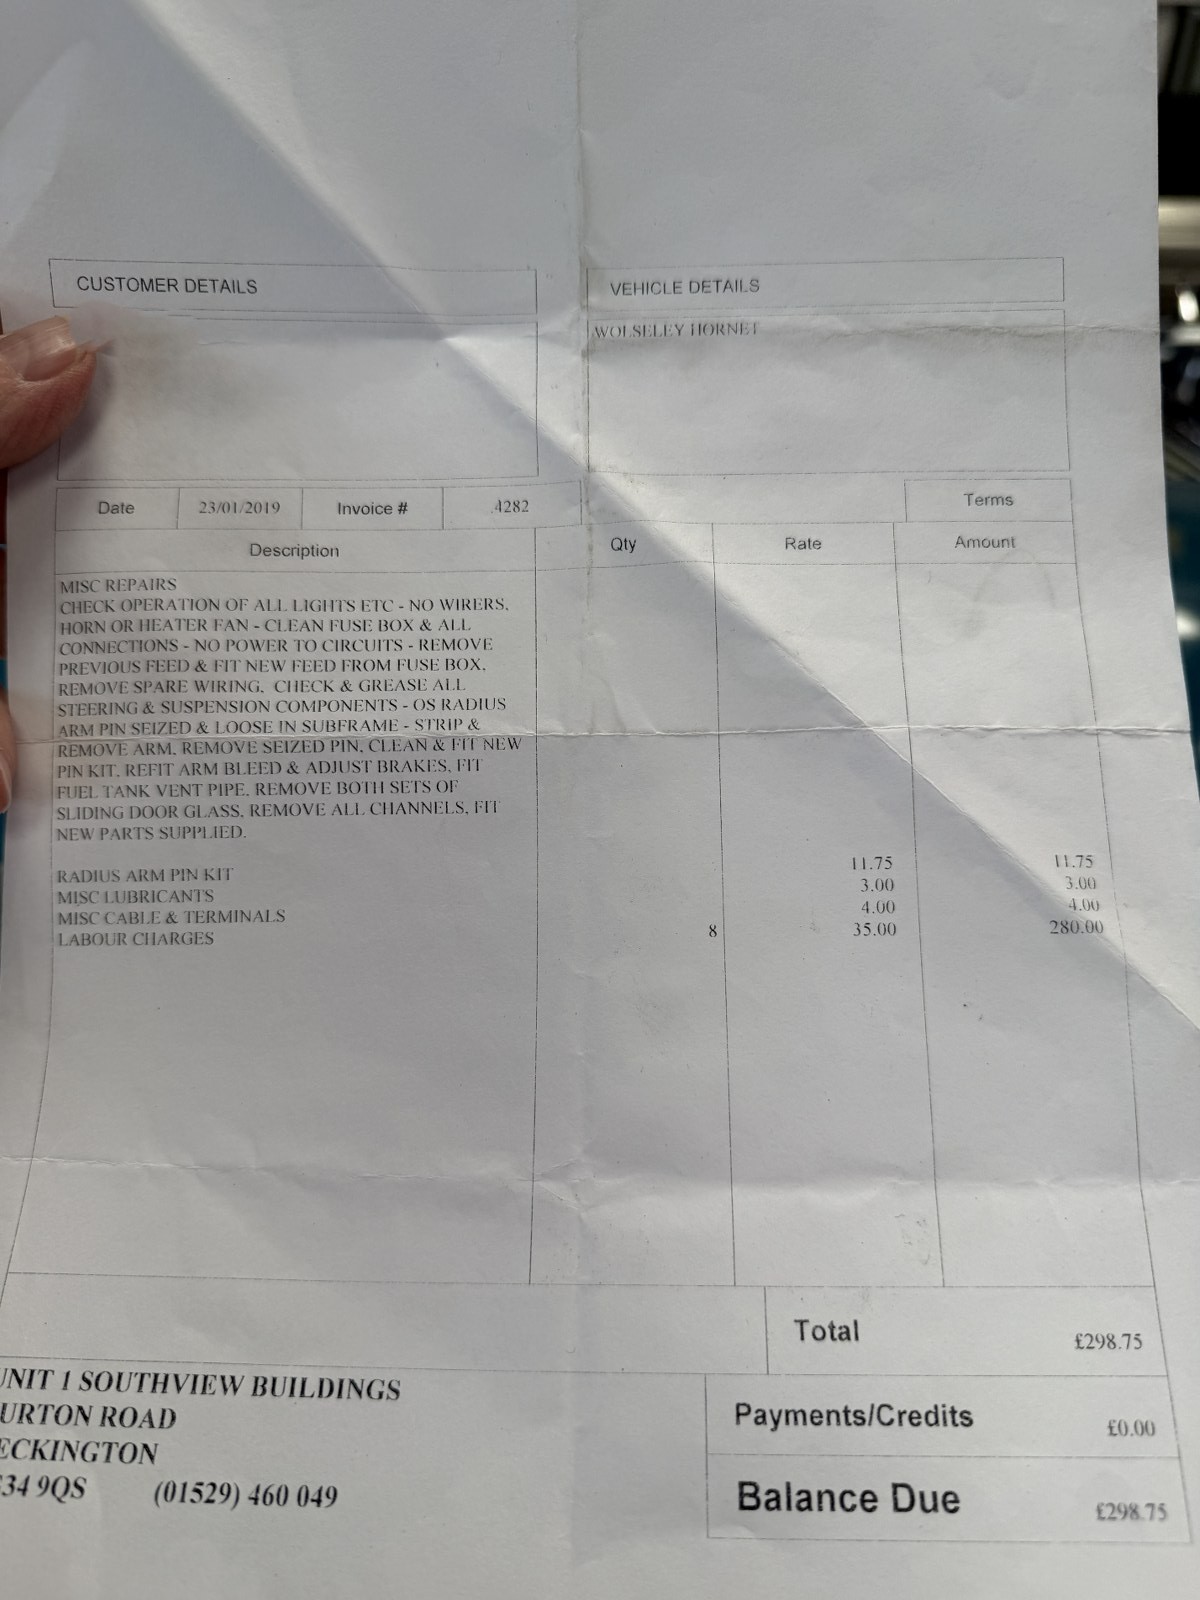 CUSTOMER DETAILS
VEHICLE DETAILS
WOLSELEY HORNET
Date 23/01/2019 Invoice # 4282 Terms
Description Qty Rate Amount
MISC REPAIRS
CHECK OPERATION OF ALL LIGHTS ETC - NO WIRERS,
HORN OR HEATER FAN - CLEAN FUSE BOX & ALL
CONNECTIONS - NO POWER TO CIRCUITS - REMOVE
PREVIOUS FEED & FIT NEW FEED FROM FUSE BOX.
REMOVE SPARE WIRING. CHECK & GREASE ALL
STEERING & SUSPENSION COMPONENTS - OS RADIUS
ARM PIN SEIZED & LOOSE IN SUBFRAME - STRIP &
REMOVE ARM. REMOVE SEIZED PIN, CLEAN & FIT NEW
PIN KIT. REFIT ARM BLEED & ADJUST BRAKES, FIT
FUEL TANK VENT PIPE. REMOVE BOTH SETS OF
SLIDING DOOR GLASS, REMOVE ALL CHANNELS, FIT
NEW PARTS SUPPLIED.
RADIUS ARM PIN KIT 11.75 11.75
MISC LUBRICANTS 3.00 3.00
MISC CABLE & TERMINALS 4.00 4.00
LABOUR CHARGES 8 35.00 280.00
Total £298.75
UNIT 1 SOUTHVIEW BUILDINGS
URTON ROAD
ECKINGTON
34 9QS (01529) 460 049
Payments/Credits £0.00
Balance Due £298.75